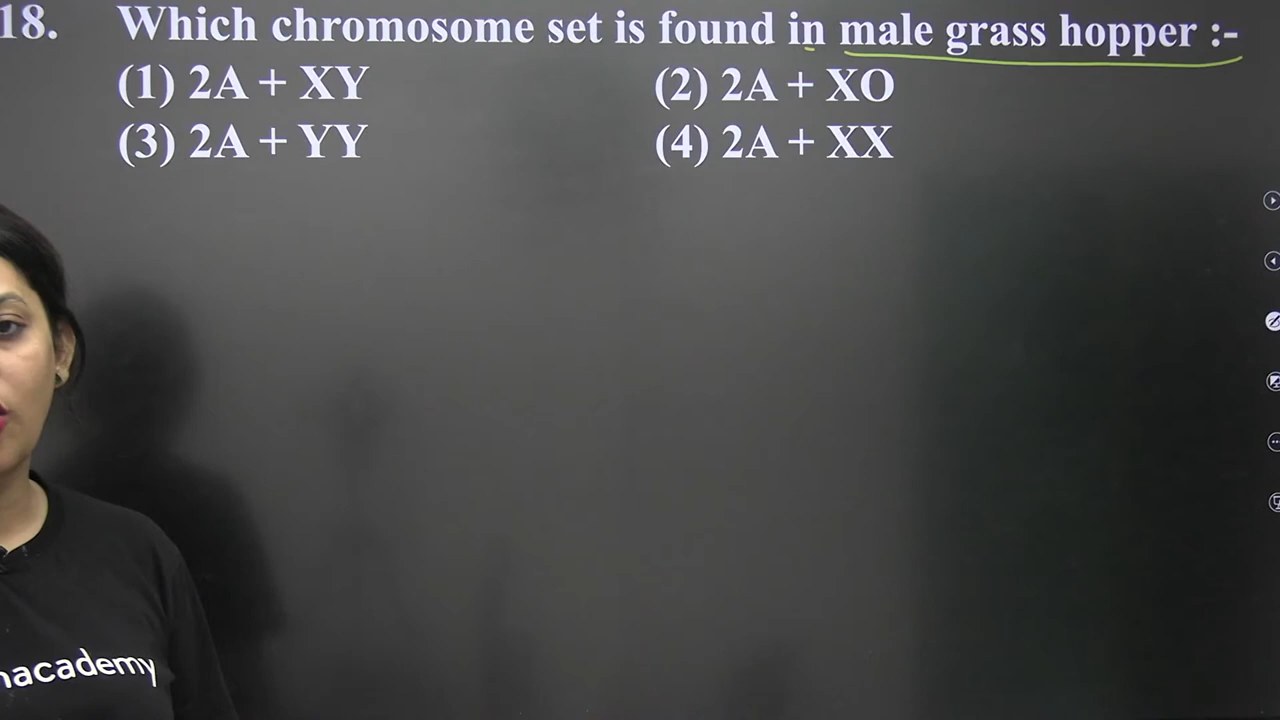 18. Which chromosome set is found in male grass hopper :-
(1) 2A + XY (2) 2A + XO
(3) 2A + YY (4) 2A + XX
nacademy